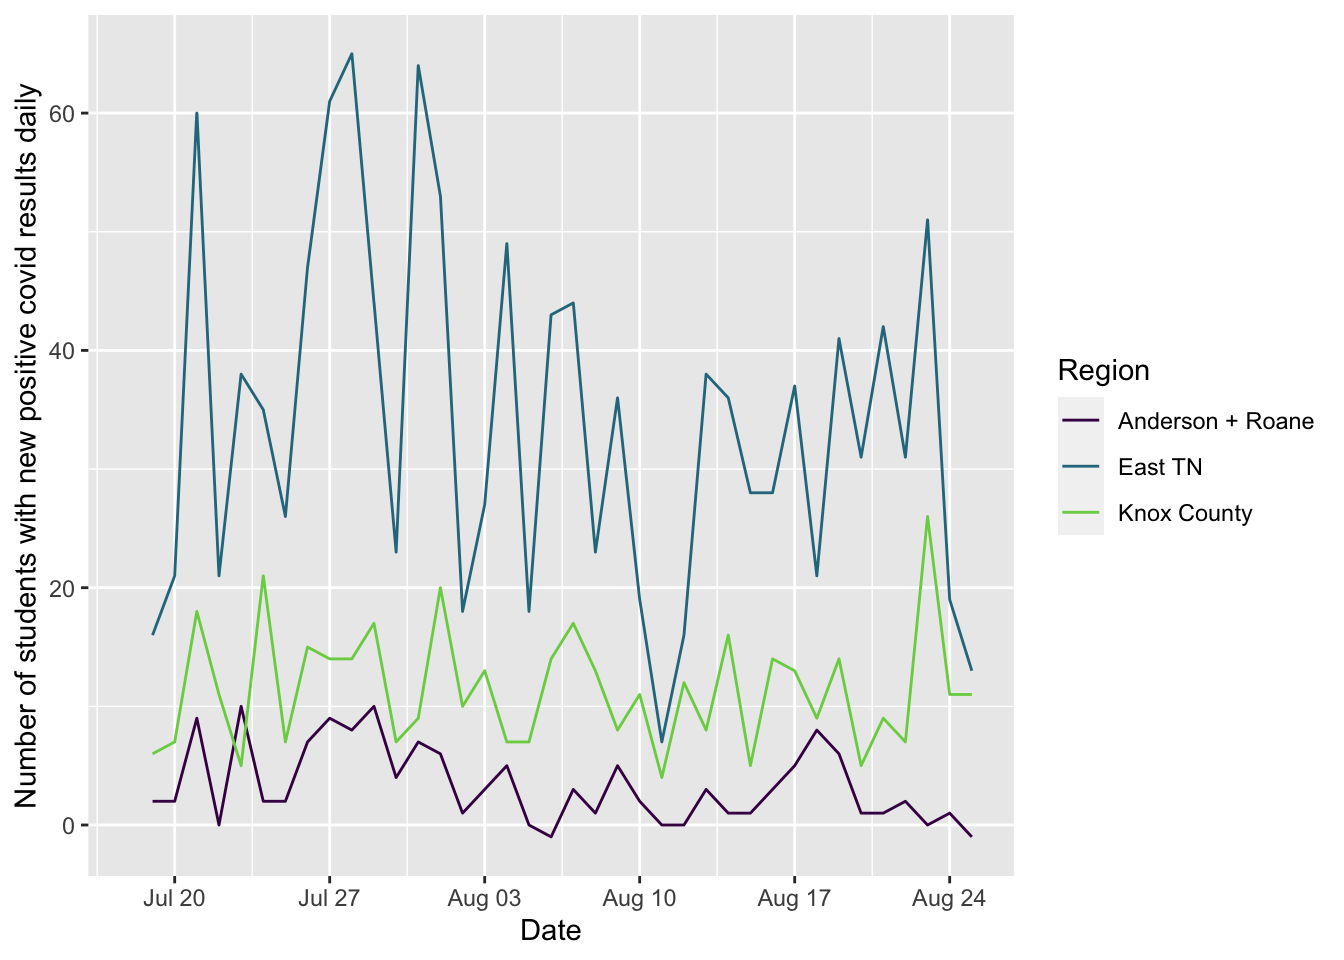 Number of students with new positive covid results daily
60
40
20
0
Jul 20
Jul 27
Aug 03
Aug 10
Aug 17
Aug 24
Date
Region
Anderson + Roane
East TN
Knox County